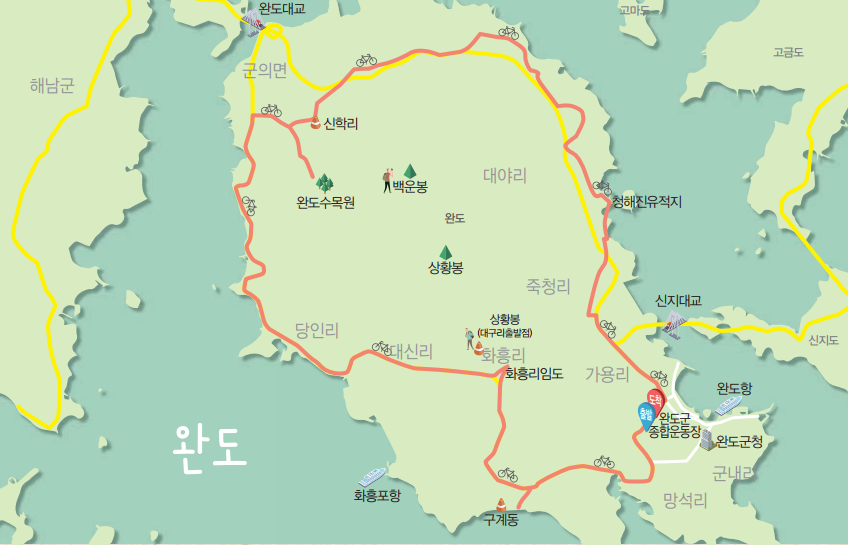 완도대교
고마도
고금도
해남군
군의면
신학리
완도수목원
백운봉
대야리
청해진유적지
완도
상황봉
죽청리
신지대교
신지도
당인리
대신리
상황봉
(대구리출발점)
화흥리
화흥리임도
가용리
완도항
도착
출발
완도군
종합운동장
완도군청
군내리
망석리
완도
화흥포항
구계동